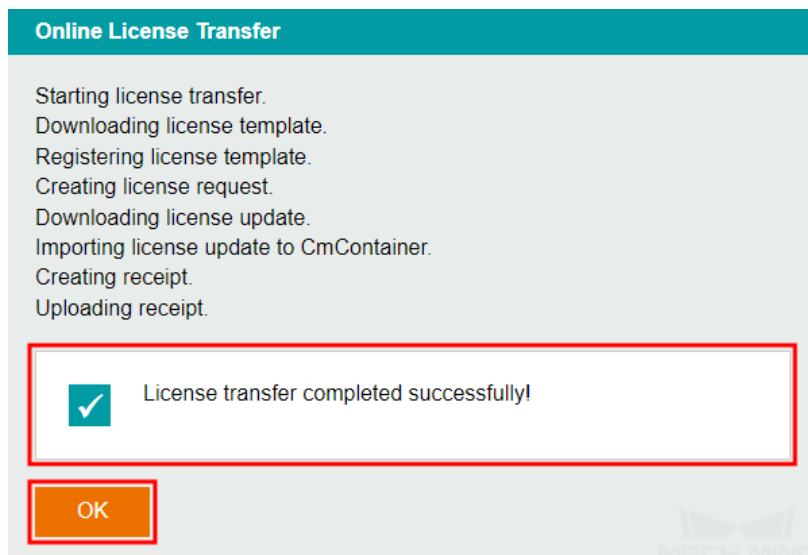 Online License Transfer
Starting license transfer.
Downloading license template.
Registering license template.
Creating license request.
Downloading license update.
Importing license update to CmContainer.
Creating receipt.
Uploading receipt.
License transfer completed successfully!
OK